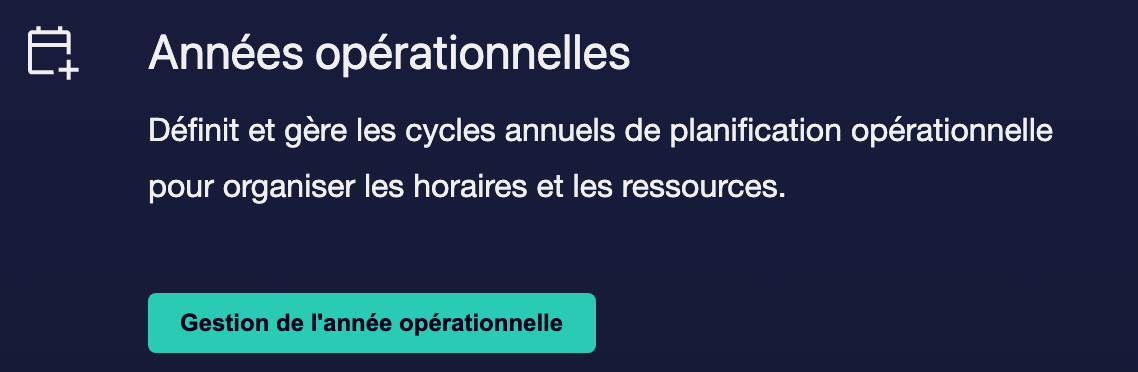 Années opérationnelles
Définit et gère les cycles annuels de planification opérationnelle
pour organiser les horaires et les ressources.
Gestion de l'année opérationnelle